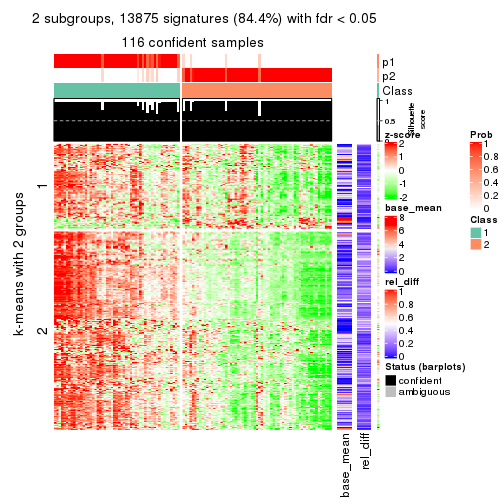 2 subgroups, 13875 signatures (84.4%) with fdr < 0.05
116 confident samples
p1
p2
Class
1
0.5
0
Silhouette
score
k-means with 2 groups
1
2
z-score
2
1
0
-1
-2
base_mean
8
6
4
2
0
rel_diff
1
0.8
0.6
0.4
0.2
0
Status (barplots)
confident
ambiguous
Prob
1
0.8
0.6
0.4
0.2
0
Class
1
2
base_mean
rel_diff